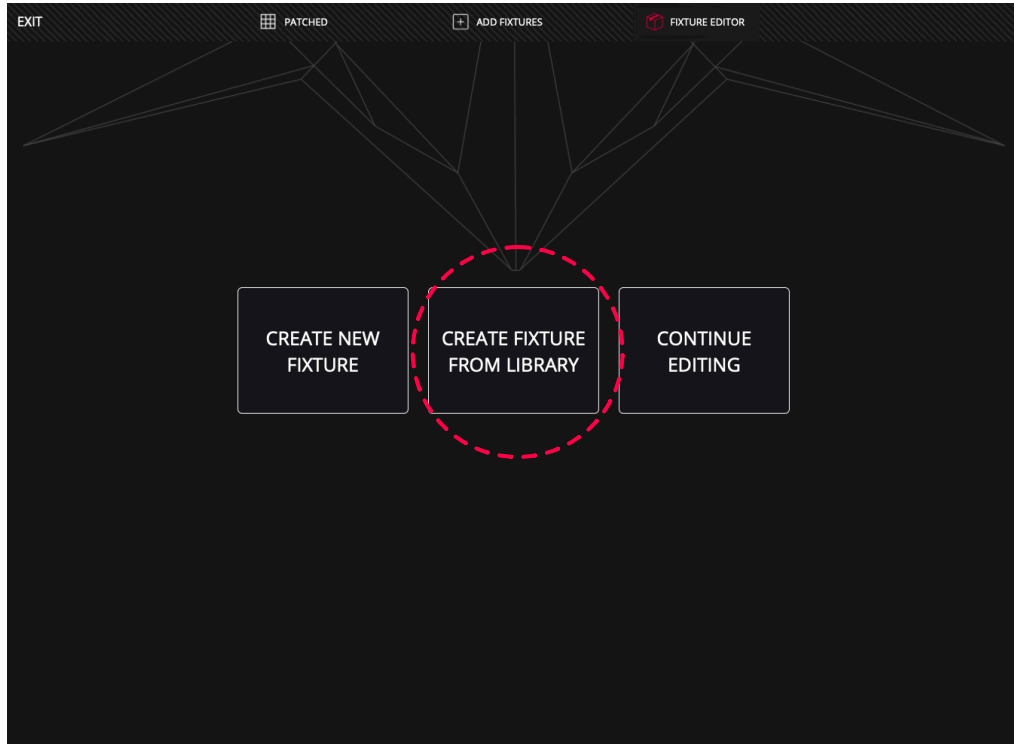 EXIT
PATCHED
ADD FIXTURES
FIXTURE EDITOR
CREATE NEW
FIXTURE
CREATE FIXTURE
FROM LIBRARY
CONTINUE
EDITING